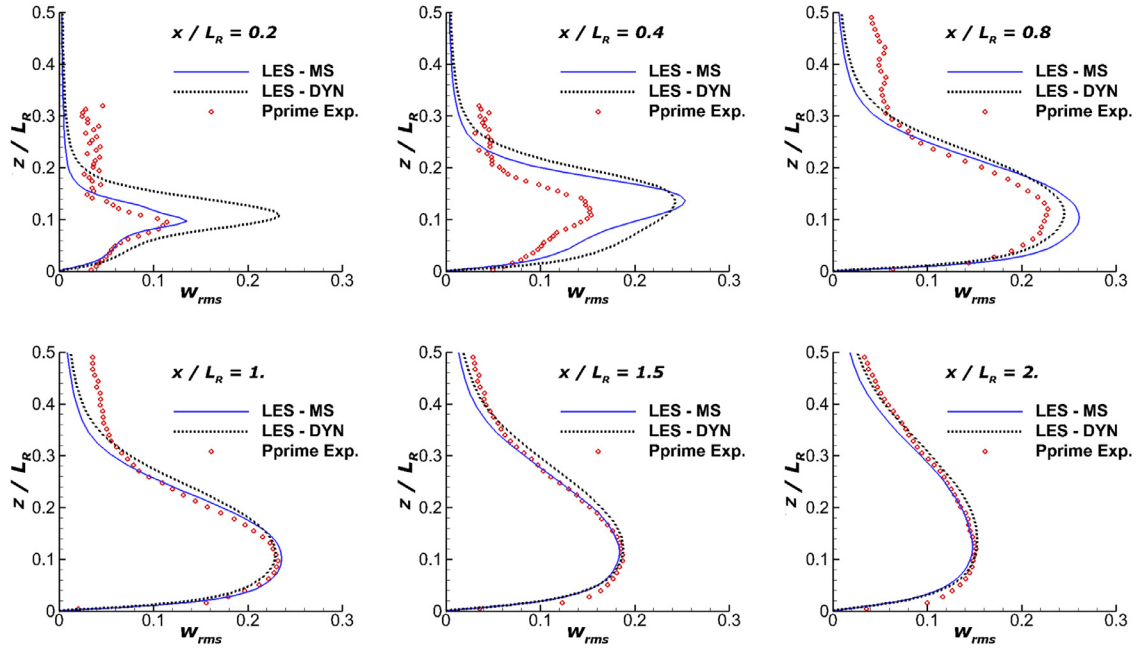 x / L_R = 0.2
LES - MS
LES - DYN
Pprime Exp.
z / L_R
0.5
0.4
0.3
0.2
0.1
0
0 0.1 0.2 0.3
w_rms
x / L_R = 0.4
LES - MS
LES - DYN
Pprime Exp.
z / L_R
0.5
0.4
0.3
0.2
0.1
0
0 0.1 0.2 0.3
w_rms
x / L_R = 0.8
LES - MS
LES - DYN
Pprime Exp.
z / L_R
0.5
0.4
0.3
0.2
0.1
0
0 0.1 0.2 0.3
w_rms
x / L_R = 1.
LES - MS
LES - DYN
Pprime Exp.
z / L_R
0.5
0.4
0.3
0.2
0.1
0
0 0.1 0.2 0.3
w_rms
x / L_R = 1.5
LES - MS
LES - DYN
Pprime Exp.
z / L_R
0.5
0.4
0.3
0.2
0.1
0
0 0.1 0.2 0.3
w_rms
x / L_R = 2.
LES - MS
LES - DYN
Pprime Exp.
z / L_R
0.5
0.4
0.3
0.2
0.1
0
0 0.1 0.2 0.3
w_rms